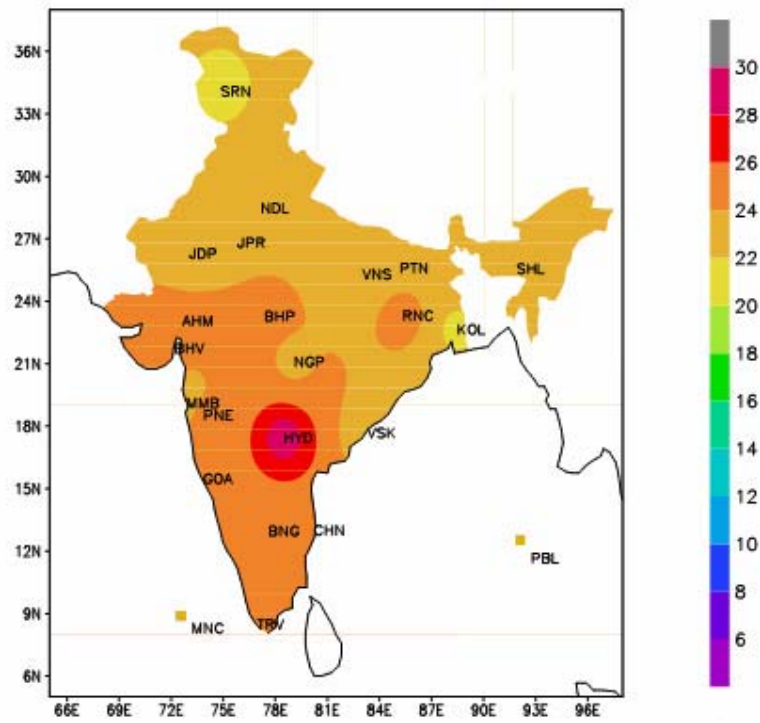 36N
33N
30N
27N
24N
21N
18N
15N
12N
9N
6N
66E 69E 72E 75E 78E 81E 84E 87E 90E 93E 96E
SRN
NDL
JPR
JDP
VNS PTN
SHL
AHM
BHP
RNC
KOL
BHV
NGP
MMB
PNE
HYD
VSK
GOA
BNG CHN
PBL
MNC
TRV
30
28
26
24
22
20
18
16
14
12
10
8
6